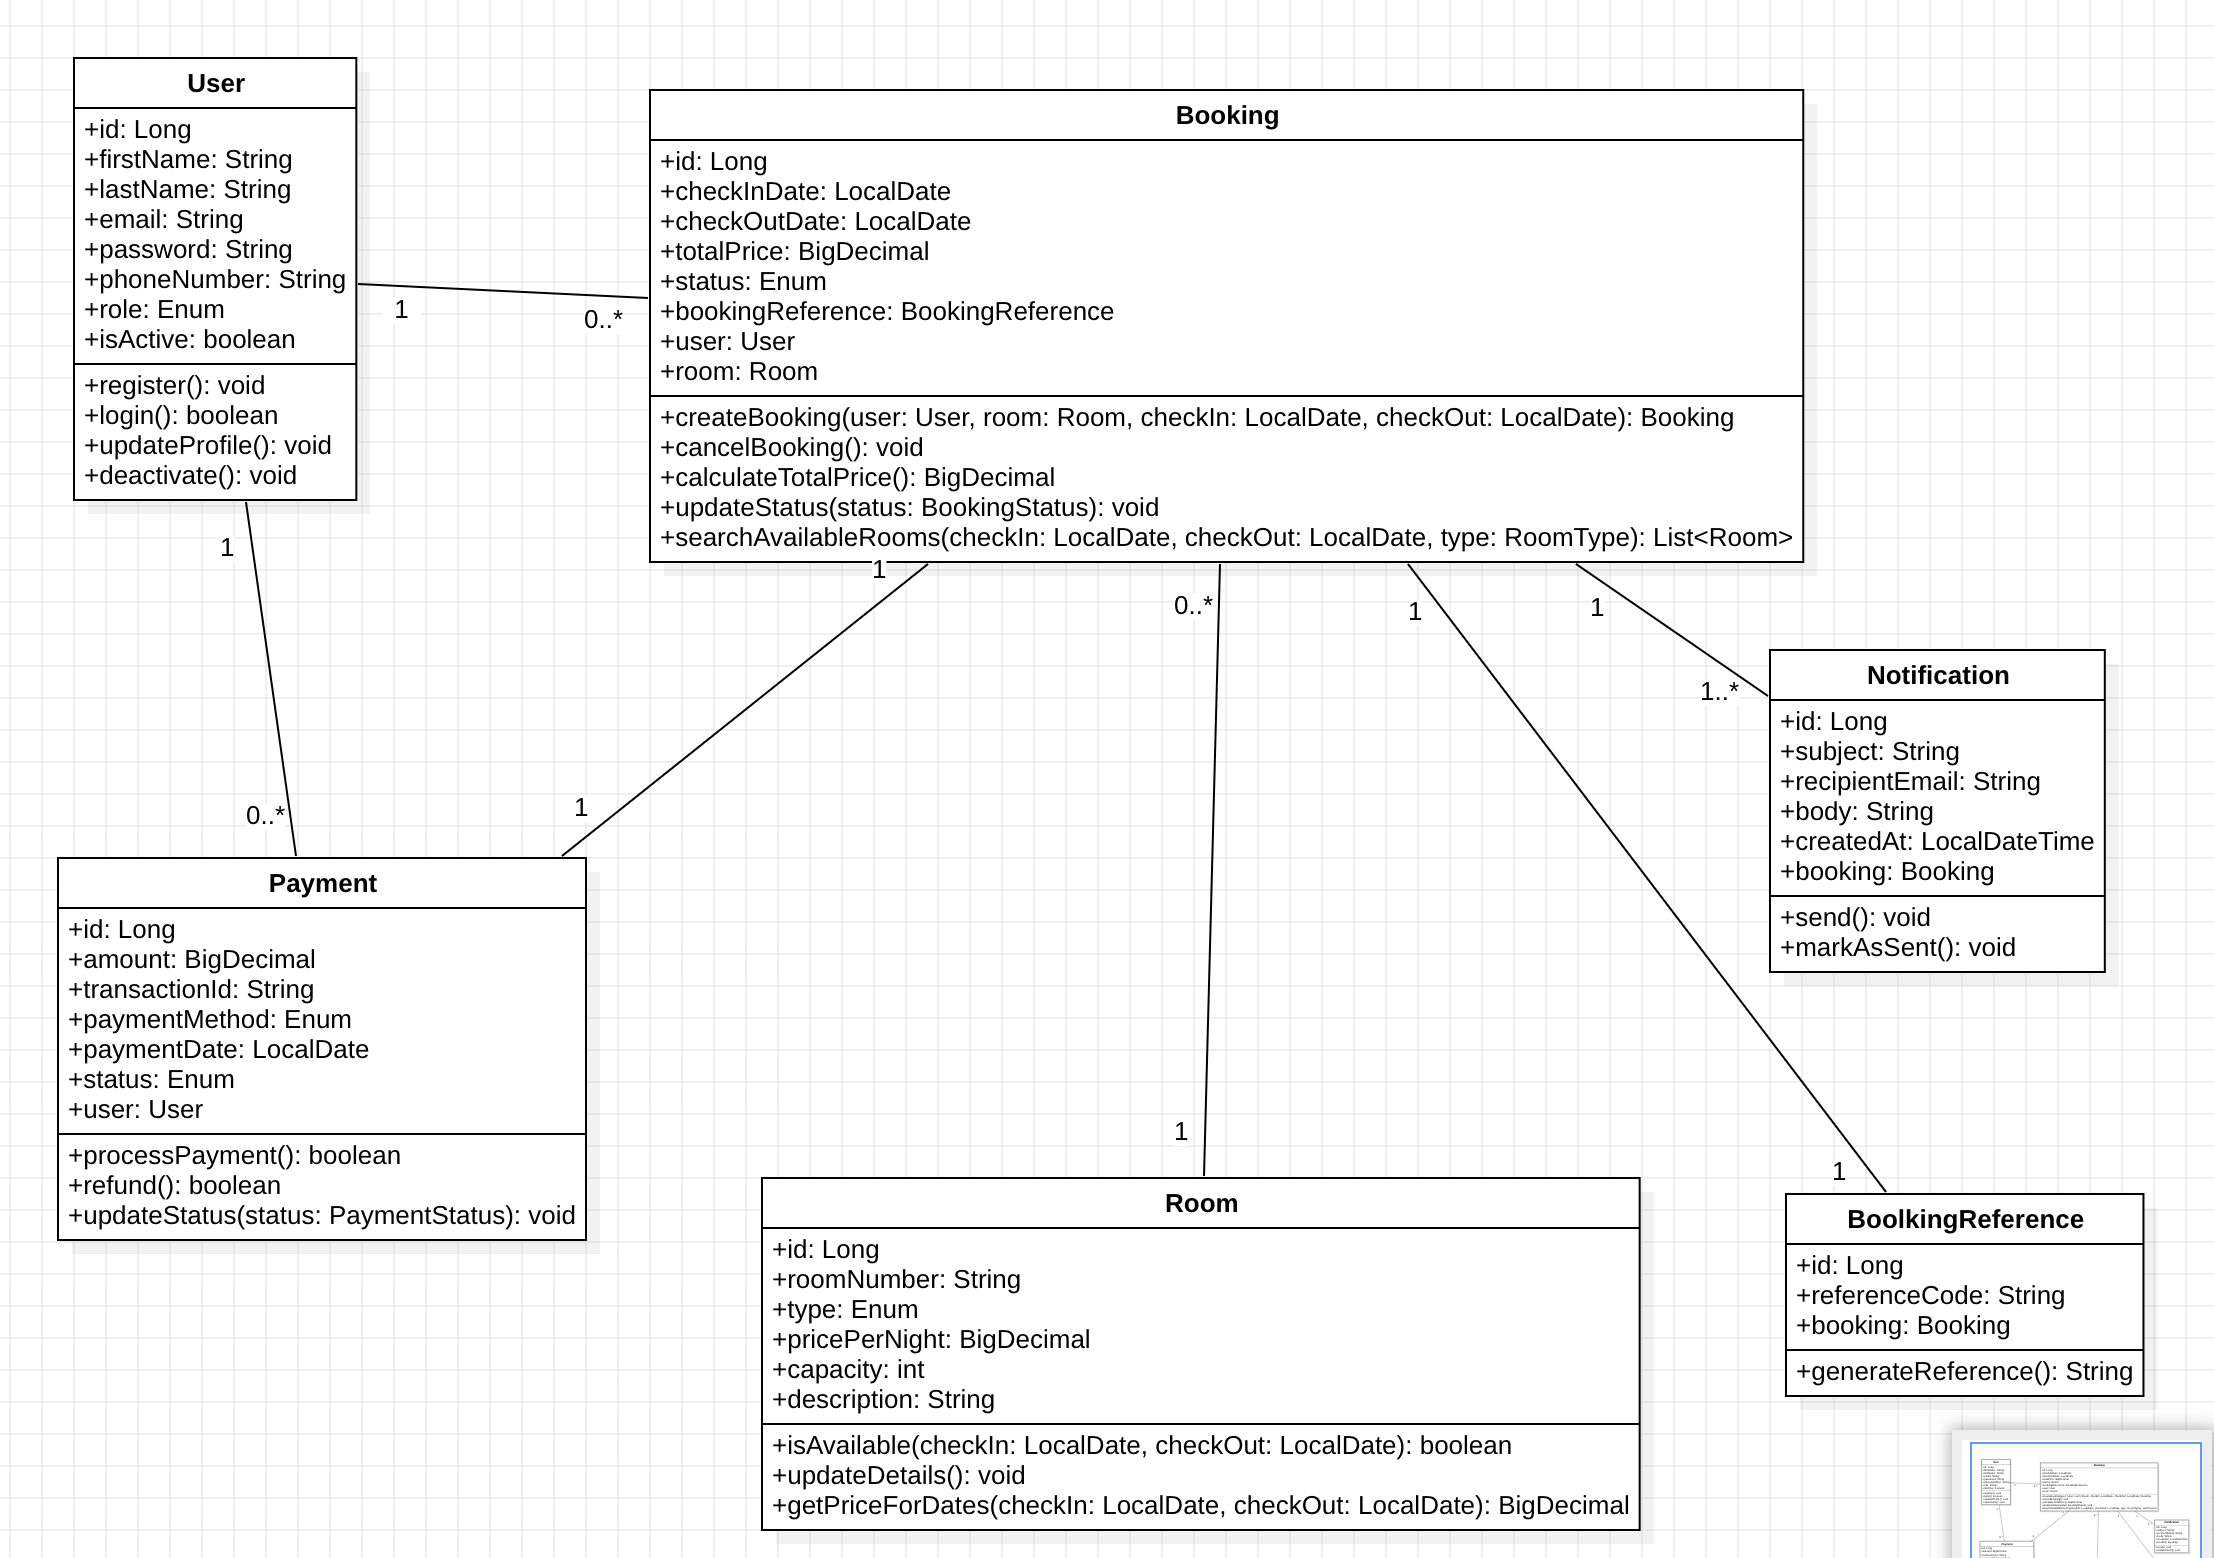 User
+id: Long
+firstName: String
+lastName: String
+email: String
+password: String
+phoneNumber: String
+role: Enum
+isActive: boolean
+register(): void
+login(): boolean
+updateProfile(): void
+deactivate(): void
1
0..*
Booking
+id: Long
+checkInDate: LocalDate
+checkOutDate: LocalDate
+totalPrice: BigDecimal
+status: Enum
+bookingReference: BookingReference
+user: User
+room: Room
+createBooking(user: User, room: Room, checkIn: LocalDate, checkOut: LocalDate): Booking
+cancelBooking(): void
+calculateTotalPrice(): BigDecimal
+updateStatus(status: BookingStatus): void
+searchAvailableRooms(checkIn: LocalDate, checkOut: LocalDate, type: RoomType): List<Room>
1
0..*
1
1
0..*
1
1
1
1
1..*
Notification
+id: Long
+subject: String
+recipientEmail: String
+body: String
+createdAt: LocalDateTime
+booking: Booking
+send(): void
+markAsSent(): void
Payment
+id: Long
+amount: BigDecimal
+transactionId: String
+paymentMethod: Enum
+paymentDate: LocalDate
+status: Enum
+user: User
+processPayment(): boolean
+refund(): boolean
+updateStatus(status: PaymentStatus): void
Room
+id: Long
+roomNumber: String
+type: Enum
+pricePerNight: BigDecimal
+capacity: int
+description: String
+isAvailable(checkIn: LocalDate, checkOut: LocalDate): boolean
+updateDetails(): void
+getPriceForDates(checkIn: LocalDate, checkOut: LocalDate): BigDecimal
BoolkingReference
+id: Long
+referenceCode: String
+booking: Booking
+generateReference(): String